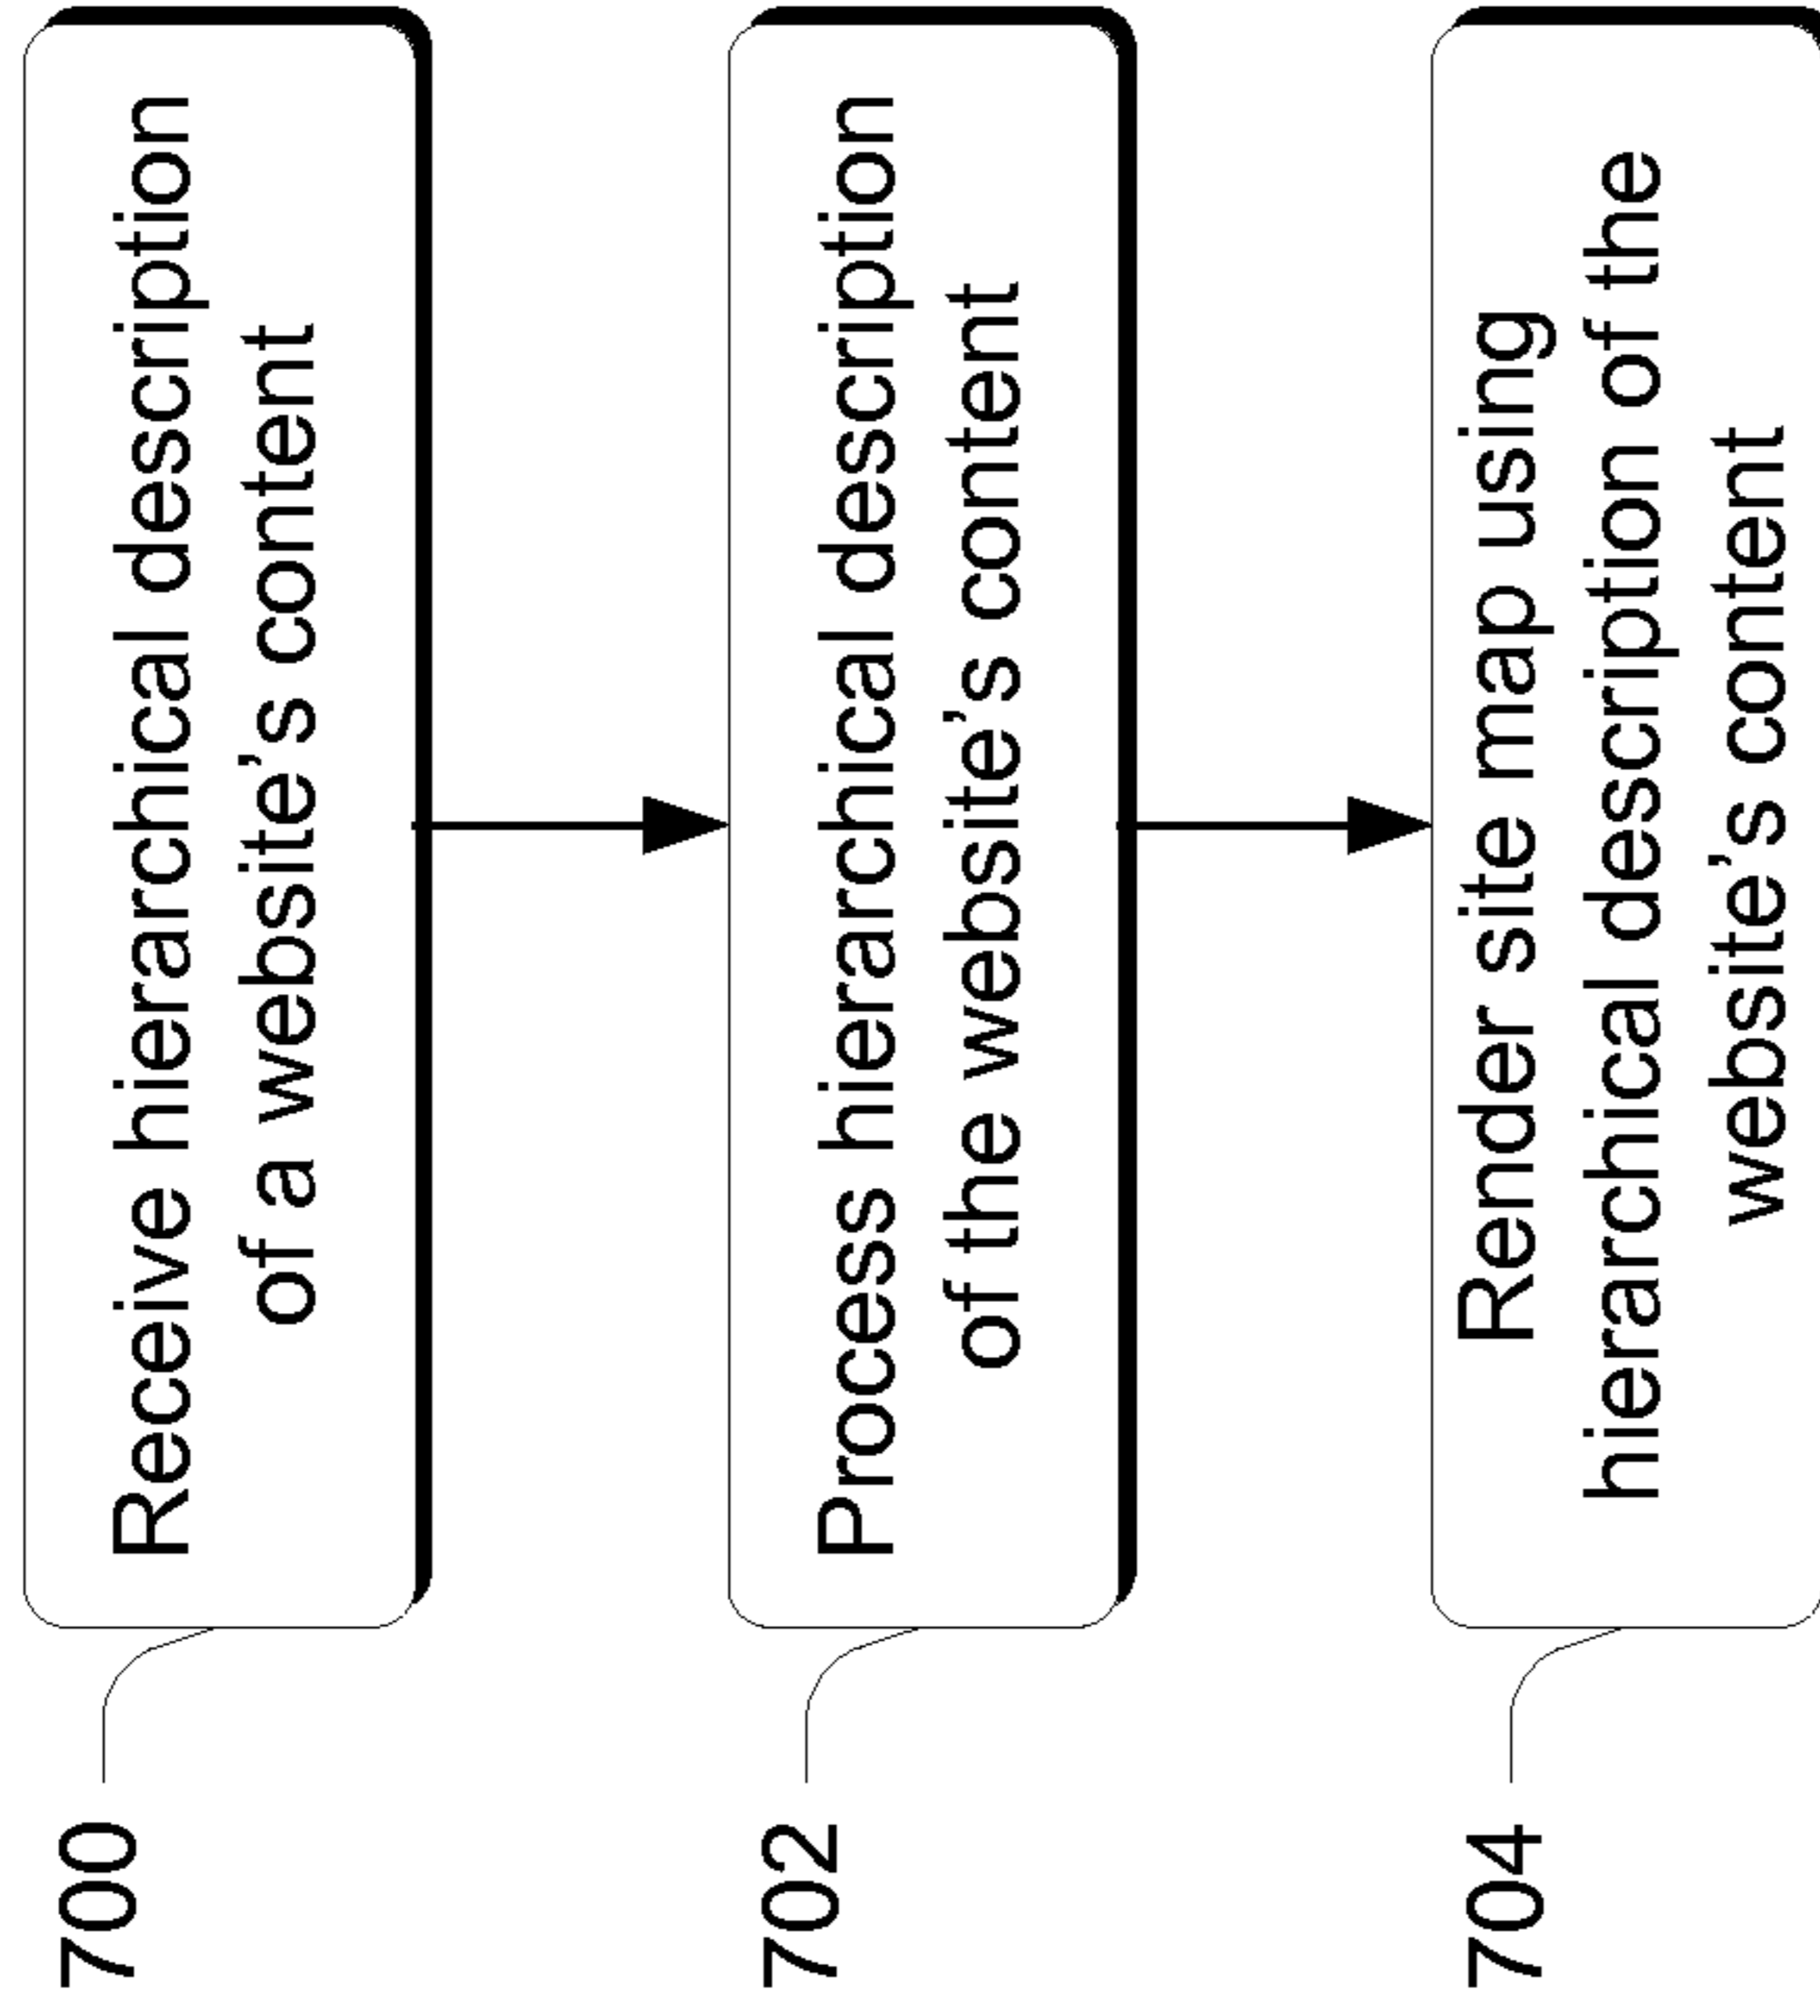 700
Receive hierarchical description
of a website's content
702
Process hierarchical description
of the website's content
704
Render site map using
hierarchical description of the
website's content